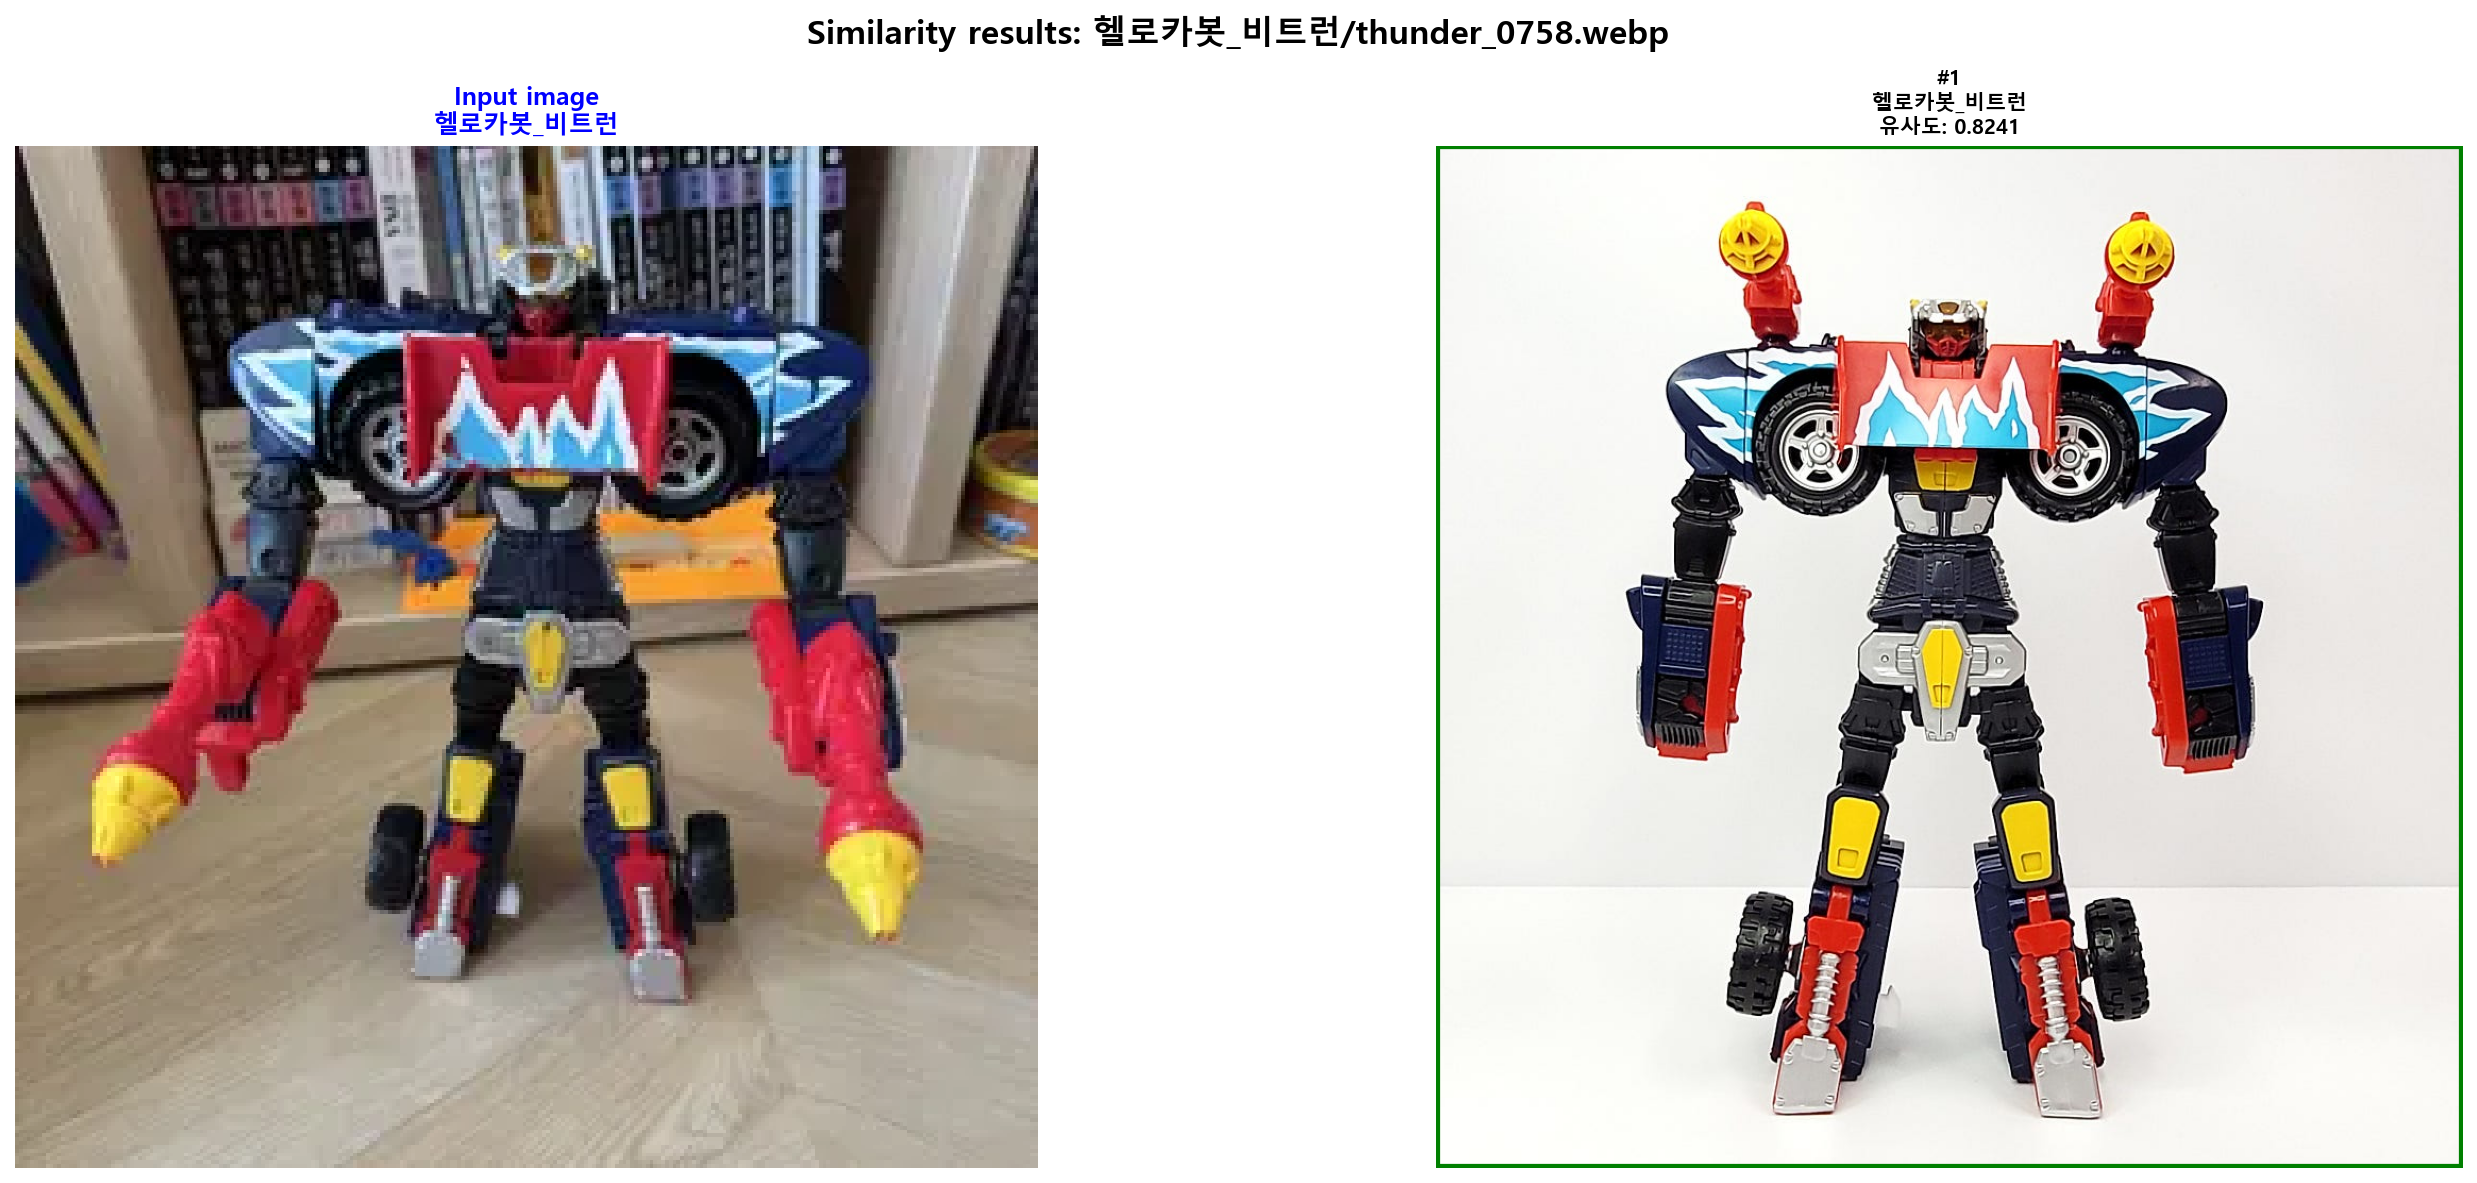 Similarity results: 헬로카봇_비트런/thunder_0758.webp
Input image
헬로카봇_비트런
#1
헬로카봇_비트런
유사도: 0.8241